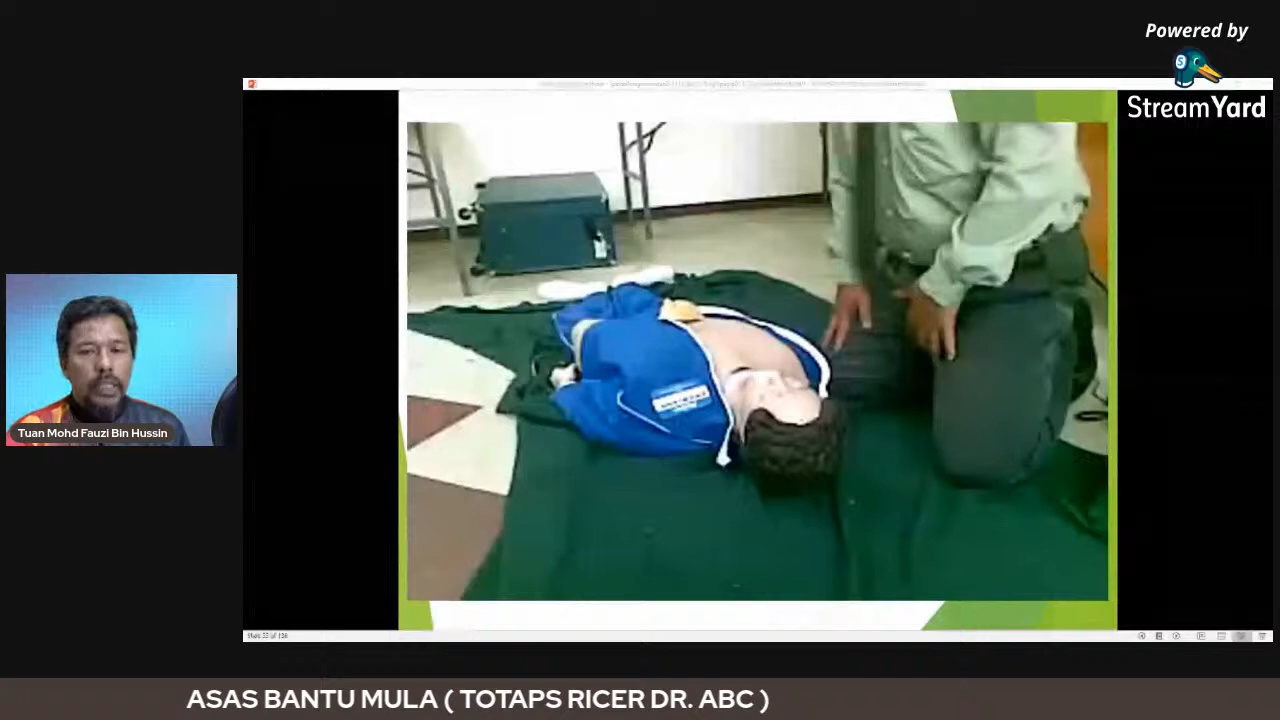 Powered by
StreamYard
Tuan Mohd Fauzi Bin Hussin
ASAS BANTU MULA ( TOTAPS RICER DR. ABC )